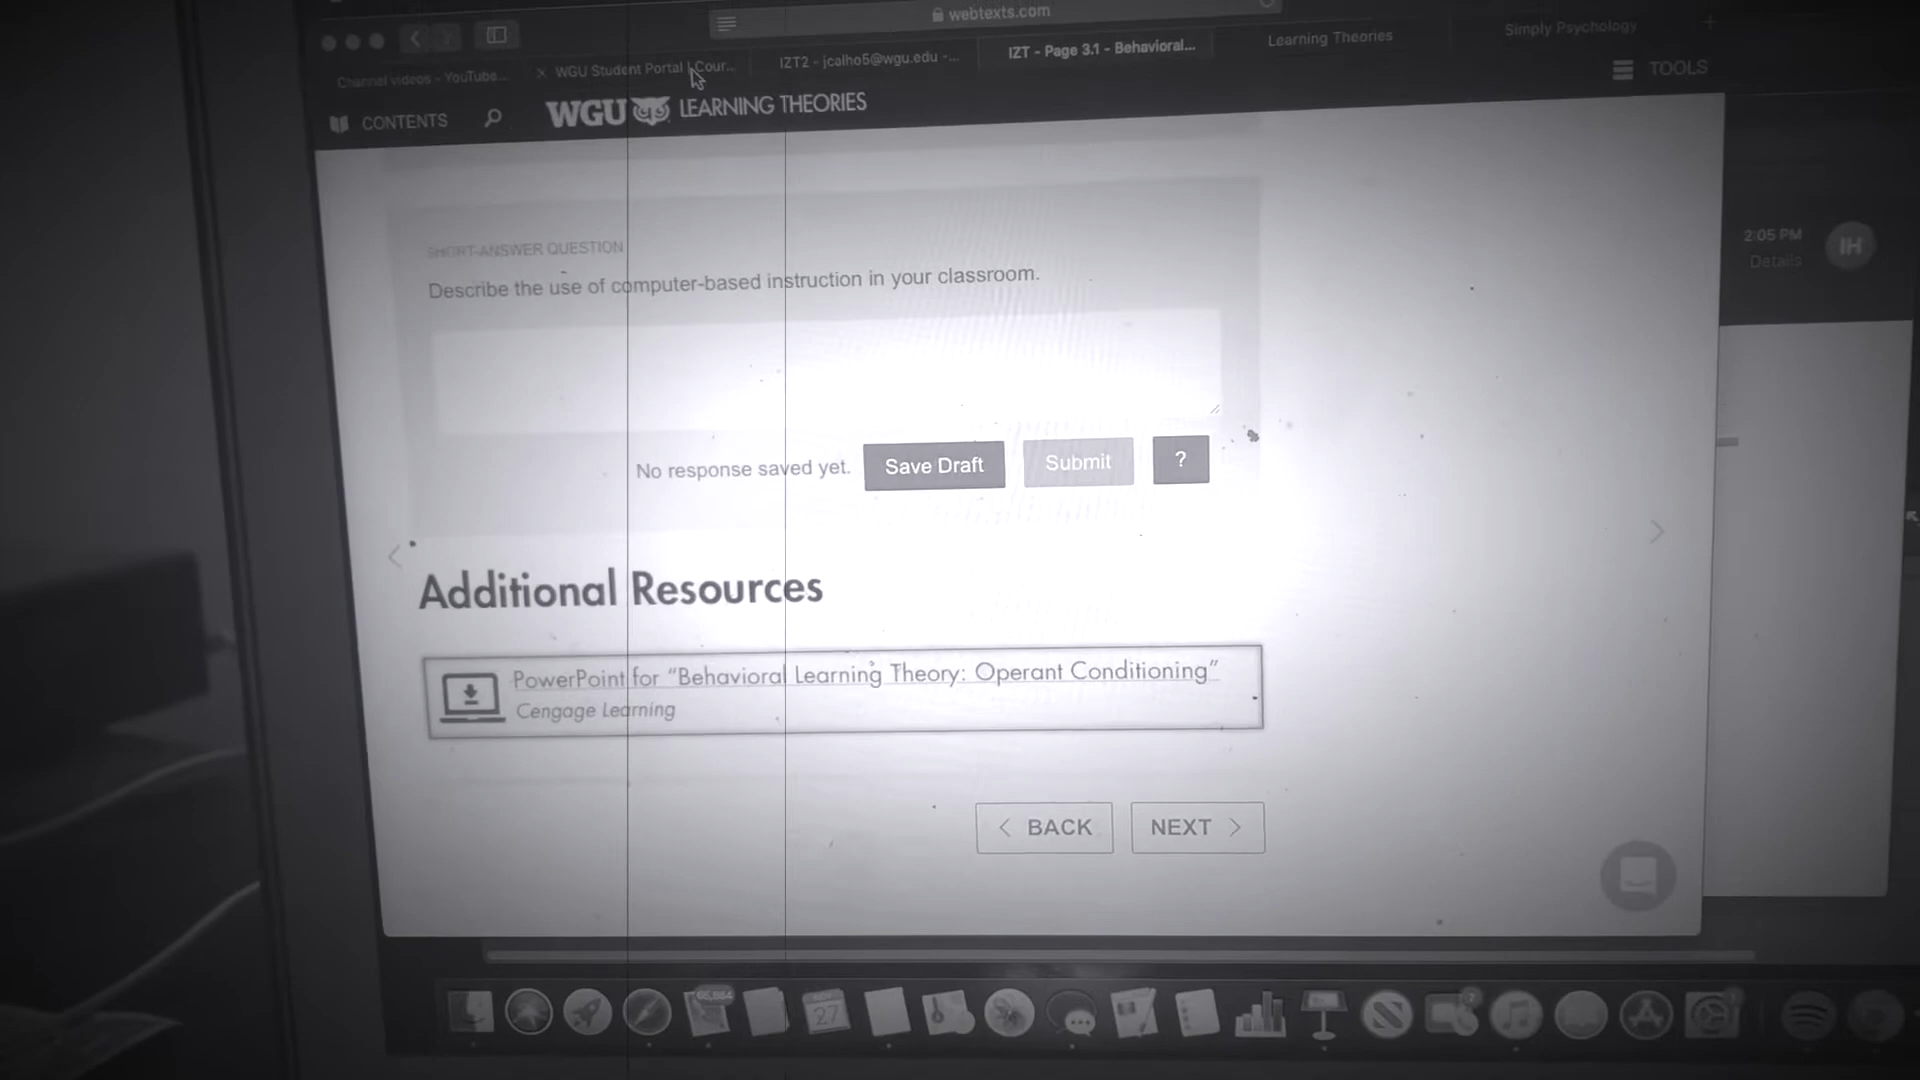 webtexts.com
Channel videos - YouTube...
WGU Student Portal | Cour...
IZT2 - jcalho5@wgu.edu -...
IZT - Page 3.1 - Behavioral...
Learning Theories
Simply Psychology
CONTENTS
WGU LEARNING THEORIES
TOOLS
2:05 PM
IH
Details
SHORT-ANSWER QUESTION
Describe the use of computer-based instruction in your classroom.
No response saved yet.
Save Draft
Submit
?
Additional Resources
PowerPoint for “Behavioral Learning Theory: Operant Conditioning”
Cengage Learning
BACK
NEXT
27
7